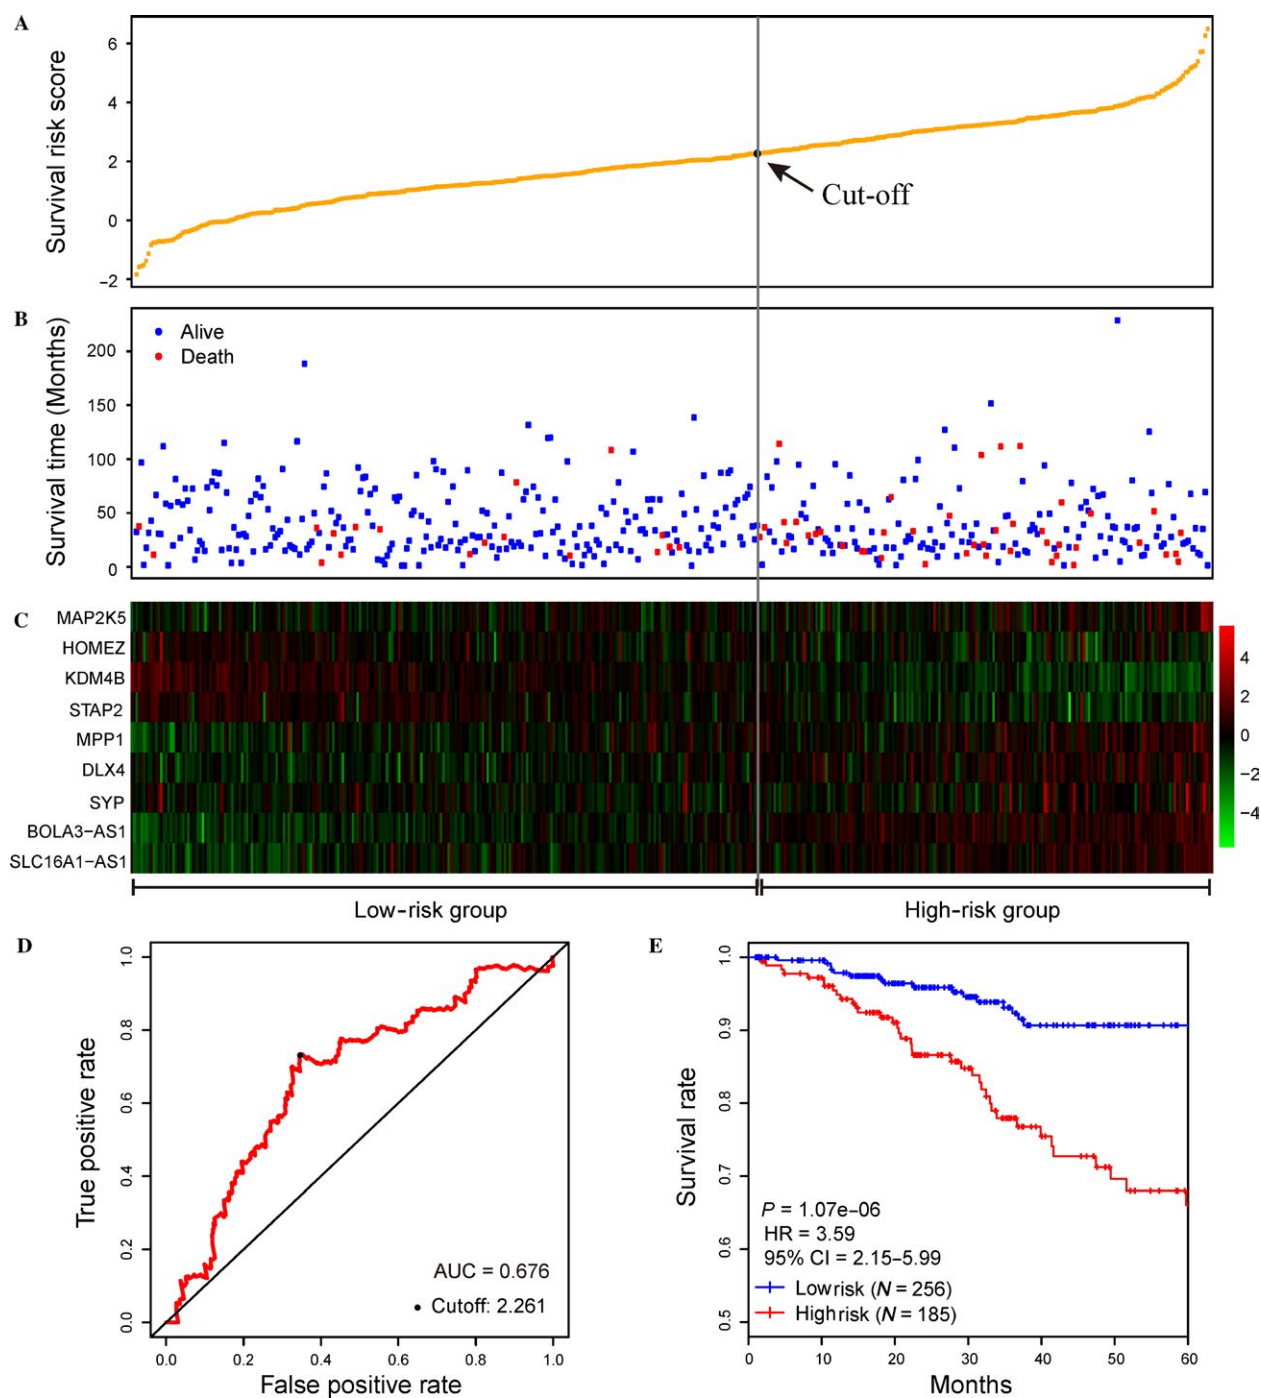 A
Survival risk score
6
4
2
0
−2
Cut-off
B
Survival time (Months)
200
150
100
50
0
Alive
Death
C
MAP2K5
HOMEZ
KDM4B
STAP2
MPP1
DLX4
SYP
BOLA3−AS1
SLC16A1−AS1
4
2
0
−2
−4
Low−risk group
High−risk group
D
True positive rate
1.0
0.8
0.6
0.4
0.2
0.0
AUC = 0.676
Cutoff: 2.261
0.0 0.2 0.4 0.6 0.8 1.0
False positive rate
E
Survival rate
1.0
0.9
0.8
0.7
0.6
0.5
P = 1.07e−06
HR = 3.59
95% CI = 2.15−5.99
Low risk (N = 256)
High risk (N = 185)
0 10 20 30 40 50 60
Months